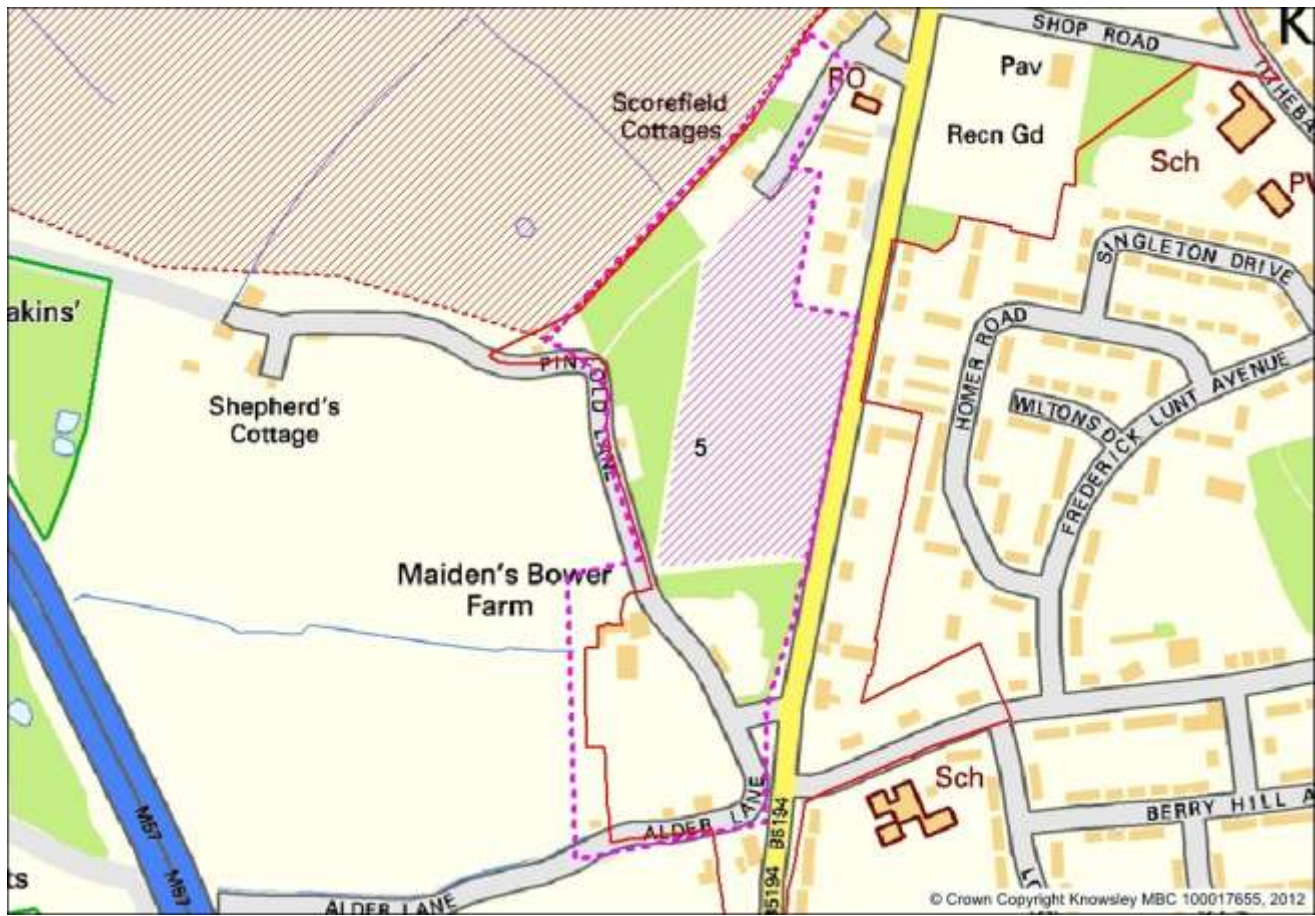 SHOP ROAD
K
Pav
PO
Scorefield
Cottages
Recn Gd
Sch
SINGLETON DRIVE
akins'
HOMER ROAD
PINFOLD LANE
Shepherd's
Cottage
FREDERICK LUNT AVENUE
5
Maiden's Bower
Farm
Sch
ALDER LANE
BERRY HILL A
M57
M57
B5194
B5194
ts
ALDER LANE
© Crown Copyright Knowsley MBC 100017655, 2012